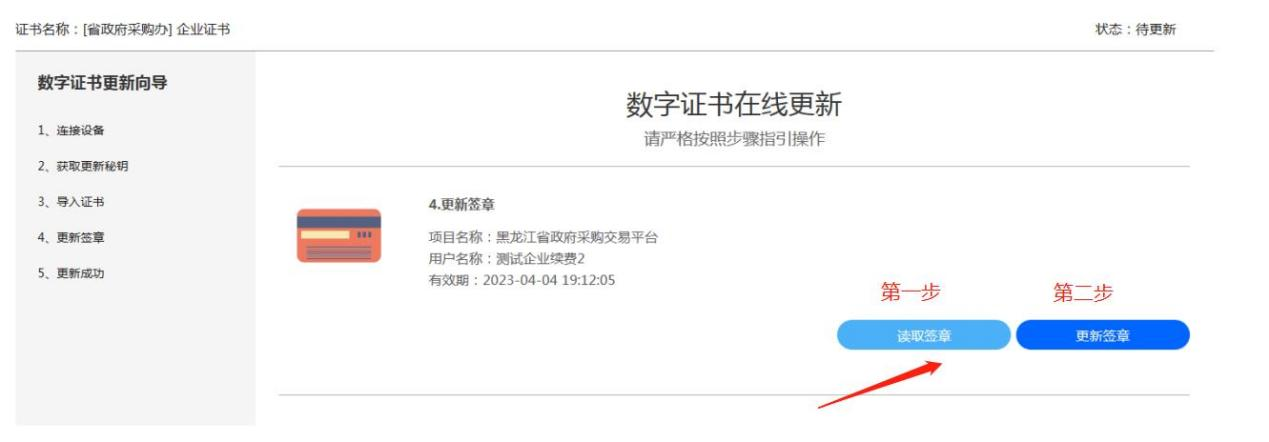 证书名称：[省政府采购办] 企业证书
状态：待更新
数字证书更新向导
1、连接设备
2、获取更新秘钥
3、导入证书
4、更新签章
5、更新成功
数字证书在线更新
请严格按照步骤指引操作
4.更新签章
项目名称：黑龙江省政府采购交易平台
用户名称：测试企业续费2
有效期：2023-04-04 19:12:05
第一步
第二步
读取签章
更新签章